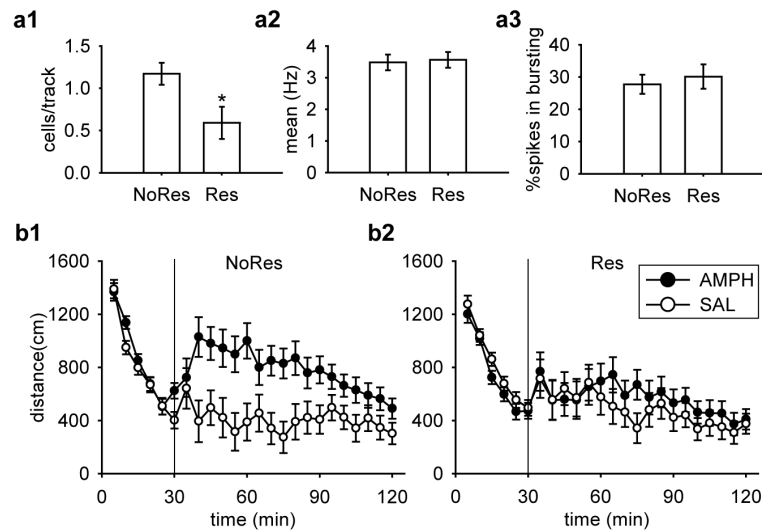 a1
a2
a3
1.5
1.0
0.5
0.0
cells/track
*
NoRes Res
4
3
2
1
0
mean (Hz)
NoRes Res
40
30
20
10
0
%spikes in bursting
NoRes Res
b1
b2
1600
1200
800
400
0
distance(cm)
NoRes
0 30 60 90 120
time (min)
1600
1200
800
400
0
Res
AMPH
SAL
0 30 60 90 120
time (min)